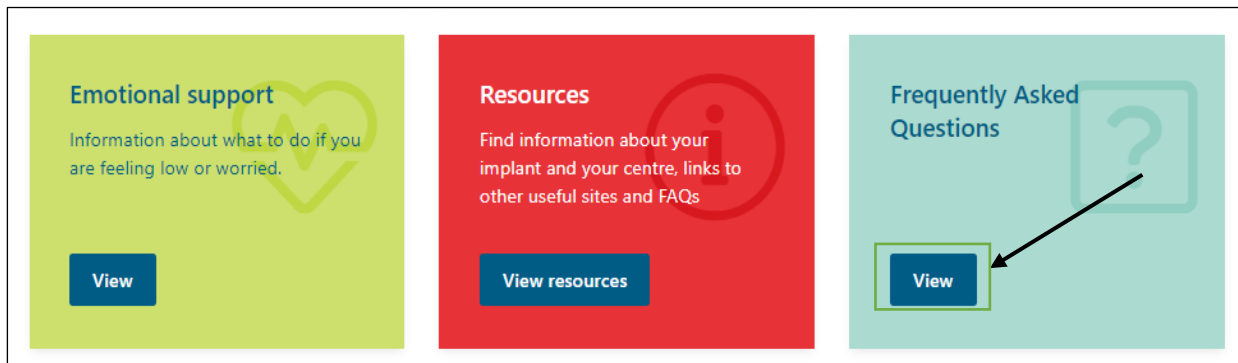 Emotional support
Information about what to do if you
are feeling low or worried.
View
Resources
Find information about your
implant and your centre, links to
other useful sites and FAQs
View resources
Frequently Asked
Questions
View